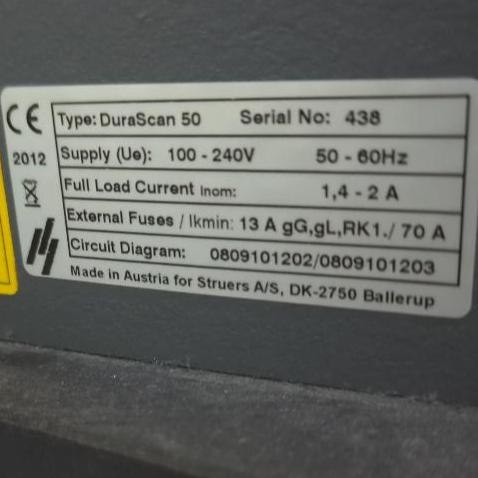 CE Type: DuraScan 50 Serial No: 438
2012 Supply (Ue): 100 - 240V 50 - 60Hz
Full Load Current Inom: 1,4 - 2 A
External Fuses / Ikmin: 13 A gG,gL,RK1./ 70 A
Circuit Diagram: 0809101202/0809101203
Made in Austria for Struers A/S, DK-2750 Ballerup